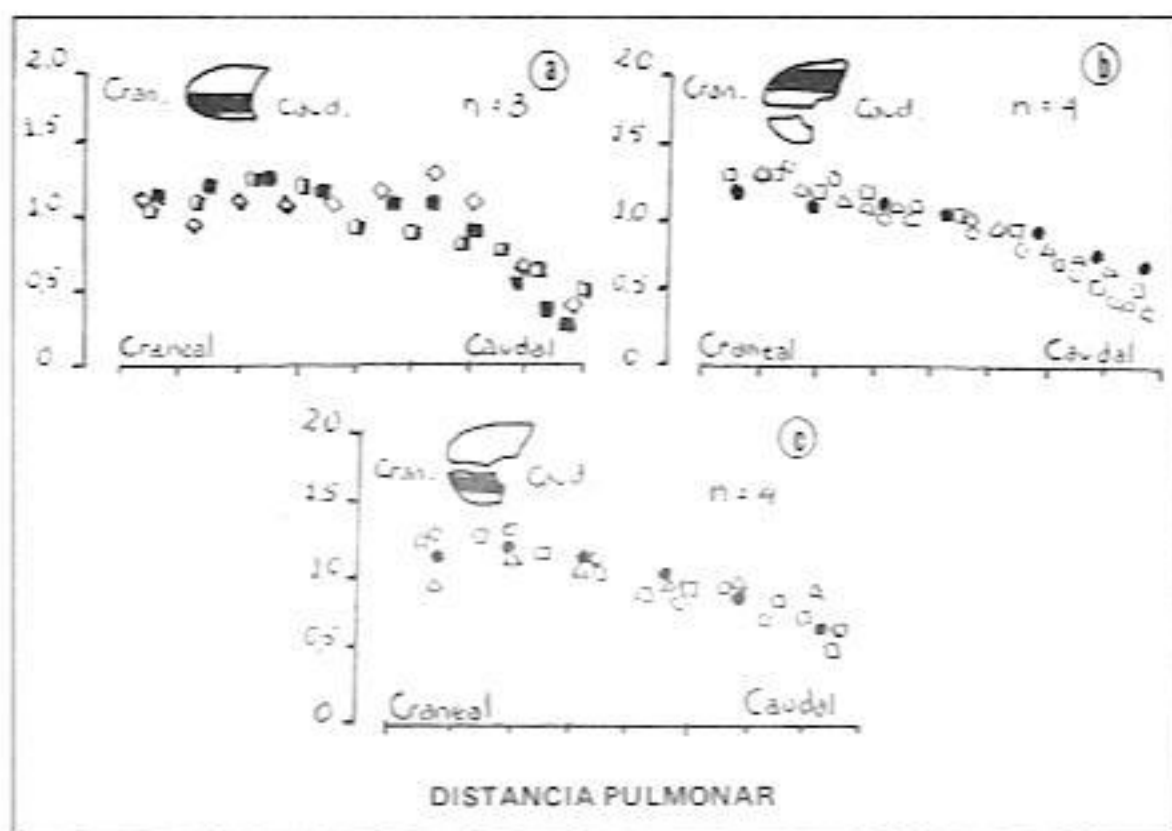 a
2.0
Cran.
Caud.
n = 3
1.5
1.0
0.5
0
Craneal
Caudal
b
2.0
Cran.
Caud.
n = 4
1.5
1.0
0.5
0
Craneal
Caudal
c
2.0
Cran.
Caud
n = 4
1.5
1.0
0.5
0
Craneal
Caudal
DISTANCIA PULMONAR